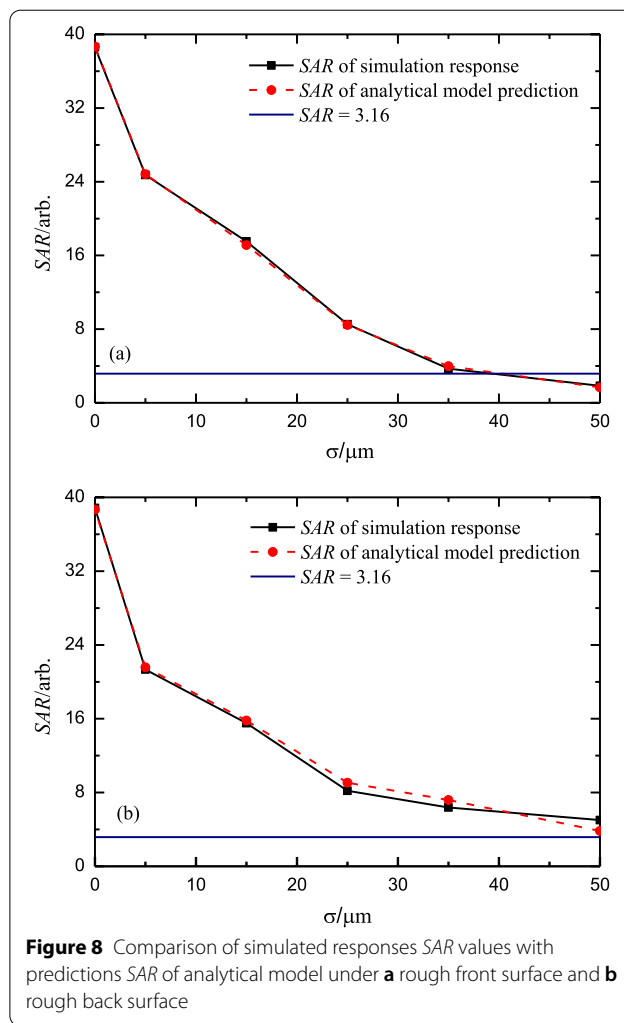 40
32
24
16
8
0
SAR/arb.
SAR of simulation response
SAR of analytical model prediction
SAR = 3.16
(a)
0 10 20 30 40 50
σ/μm
40
32
24
16
8
0
SAR/arb.
SAR of simulation response
SAR of analytical model prediction
SAR = 3.16
(b)
0 10 20 30 40 50
σ/μm
Figure 8 Comparison of simulated responses SAR values with
predictions SAR of analytical model under a rough front surface and b
rough back surface